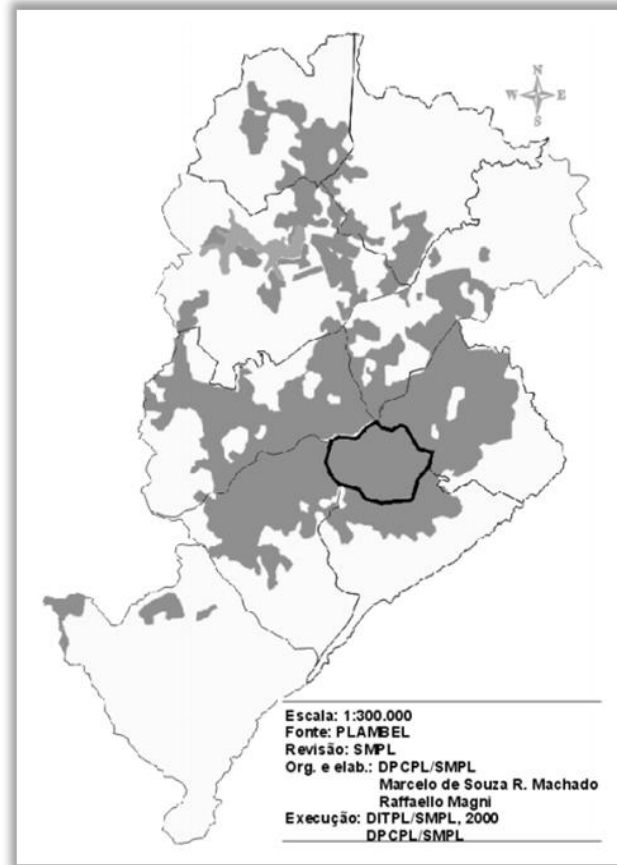 N
W E
S
Escala: 1:300.000
Fonte: PLAMBEL
Revisão: SMPL
Org. e elab.: DPCPL/SMPL
Marcelo de Souza R. Machado
Raffaello Magni
Execução: DITPL/SMPL, 2000
DPCPL/SMPL